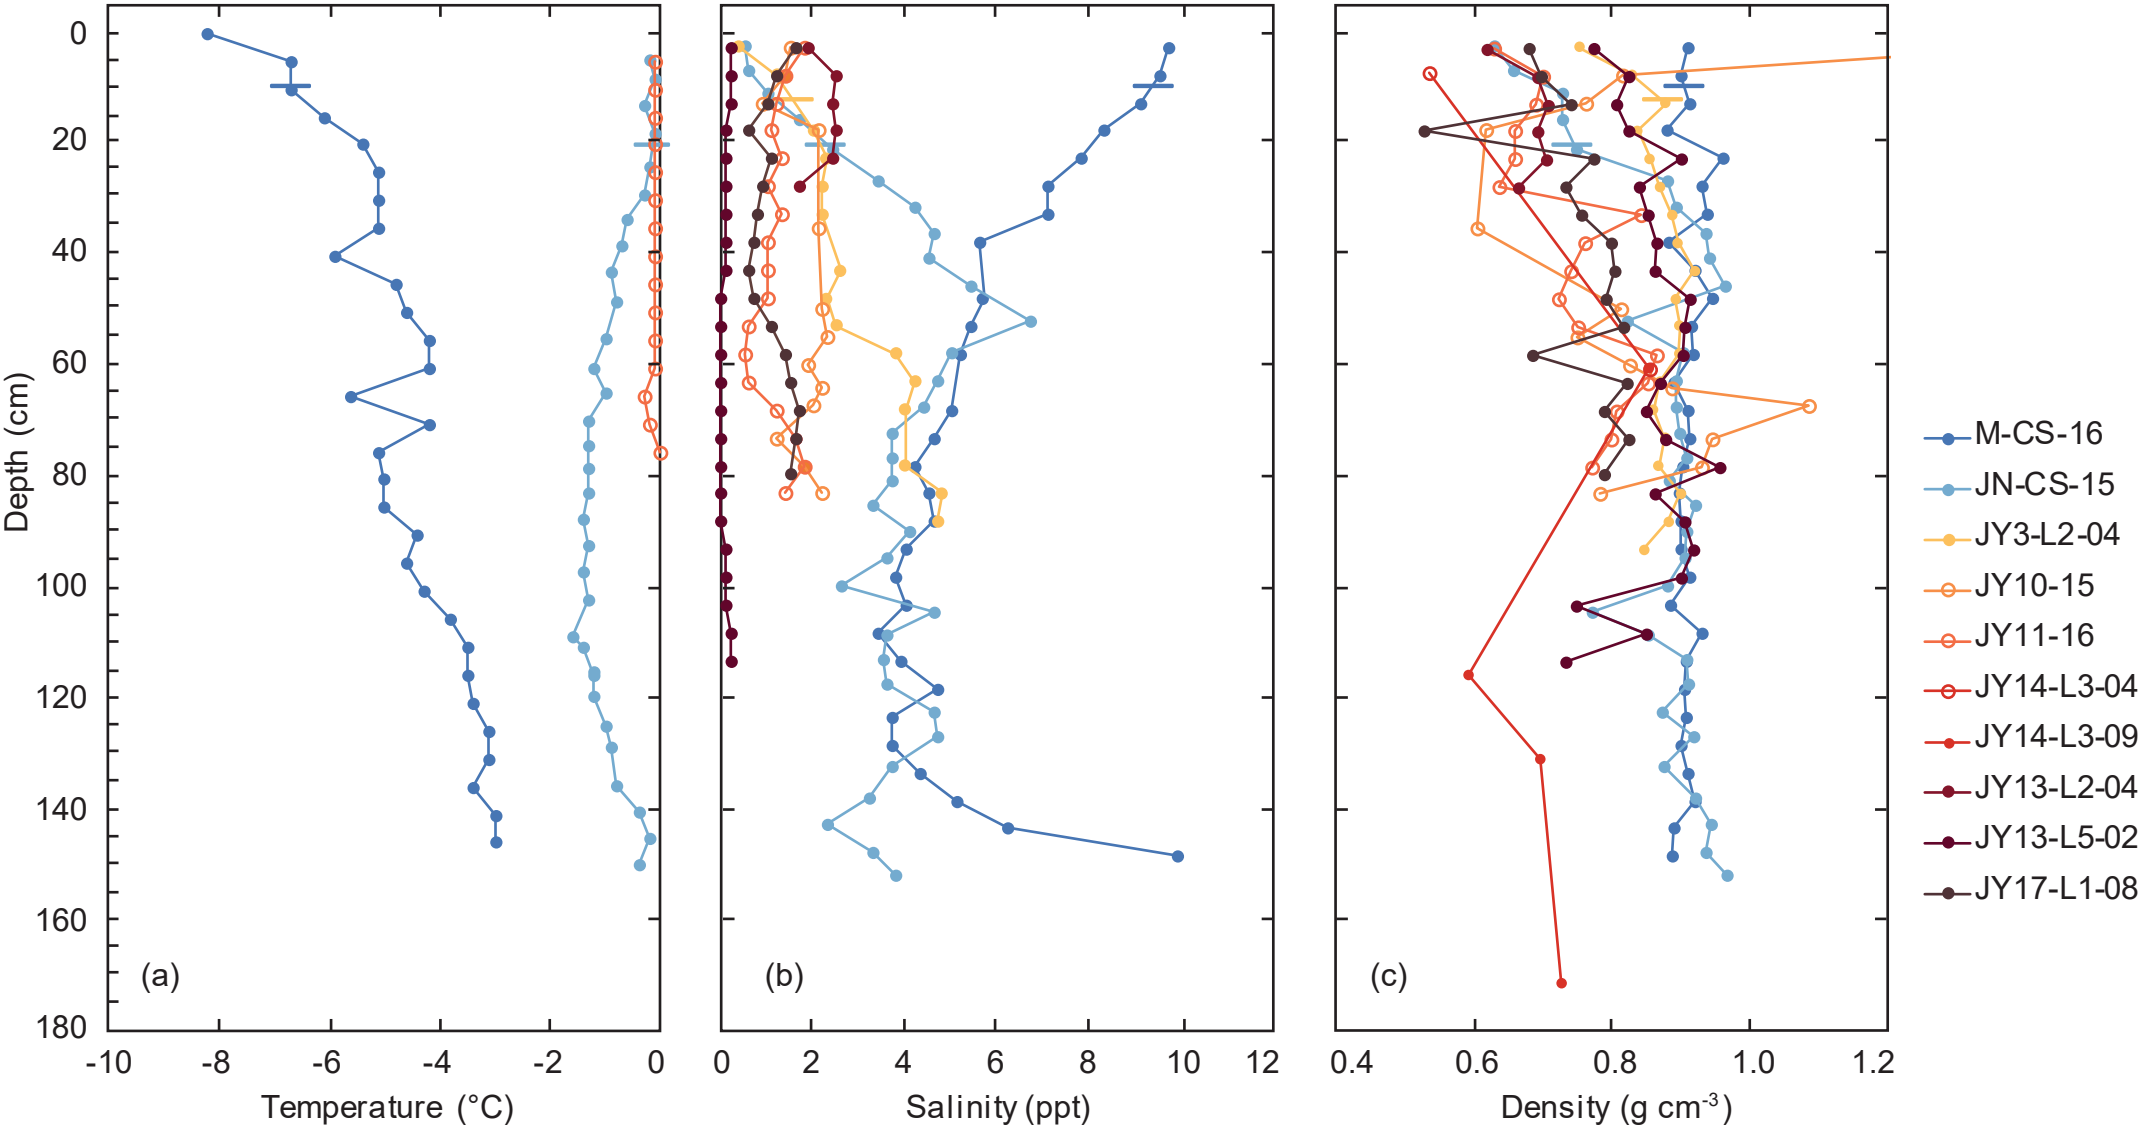 0
20
40
60
80
100
120
140
160
180
Depth (cm)
(a)
-10 -8 -6 -4 -2 0
Temperature (°C)
(b)
0 2 4 6 8 10 12
Salinity (ppt)
(c)
0.4 0.6 0.8 1.0 1.2
Density (g cm-3)
M-CS-16
JN-CS-15
JY3-L2-04
JY10-15
JY11-16
JY14-L3-04
JY14-L3-09
JY13-L2-04
JY13-L5-02
JY17-L1-08